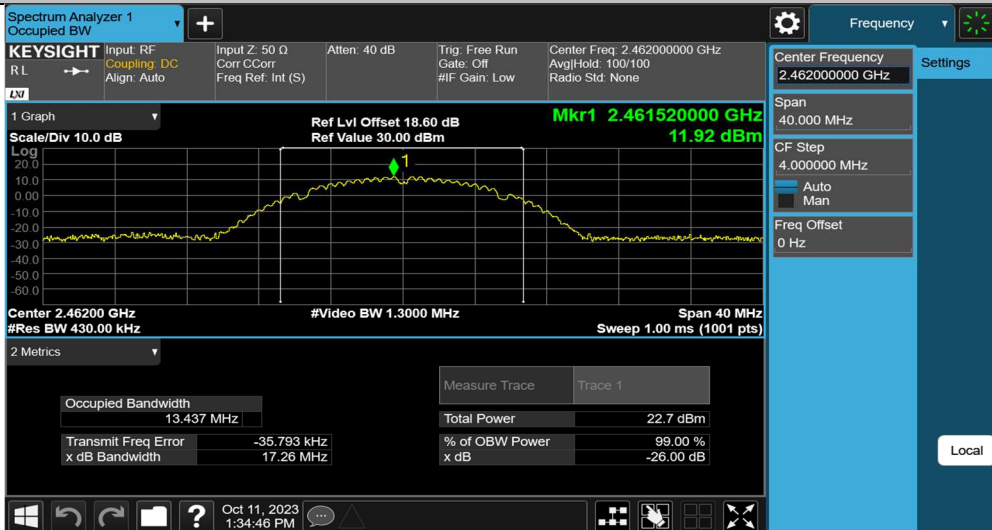 Spectrum Analyzer 1
Occupied BW
+
Frequency
KEYSIGHT
R L
LXI
Input: RF
Coupling: DC
Align: Auto
Input Z: 50 Ω
Corr CCorr
Freq Ref: Int (S)
Atten: 40 dB
Trig: Free Run
Gate: Off
#IF Gain: Low
Center Freq: 2.462000000 GHz
Avg|Hold: 100/100
Radio Std: None
Center Frequency
2.462000000 GHz
Settings
Span
40.000 MHz
CF Step
4.000000 MHz
Auto
Man
Freq Offset
0 Hz
Local
1 Graph
Scale/Div 10.0 dB
Log
Ref Lvl Offset 18.60 dB
Ref Value 30.00 dBm
Mkr1 2.461520000 GHz
11.92 dBm
1
20.0
10.0
0.00
-10.0
-20.0
-30.0
-40.0
-50.0
-60.0
Center 2.46200 GHz
#Res BW 430.00 kHz
#Video BW 1.3000 MHz
Span 40 MHz
Sweep 1.00 ms (1001 pts)
2 Metrics
Measure Trace Trace 1
Occupied Bandwidth
13.437 MHz
Total Power 22.7 dBm
Transmit Freq Error -35.793 kHz
% of OBW Power 99.00 %
x dB Bandwidth 17.26 MHz
x dB -26.00 dB
?
Oct 11, 2023
1:34:46 PM